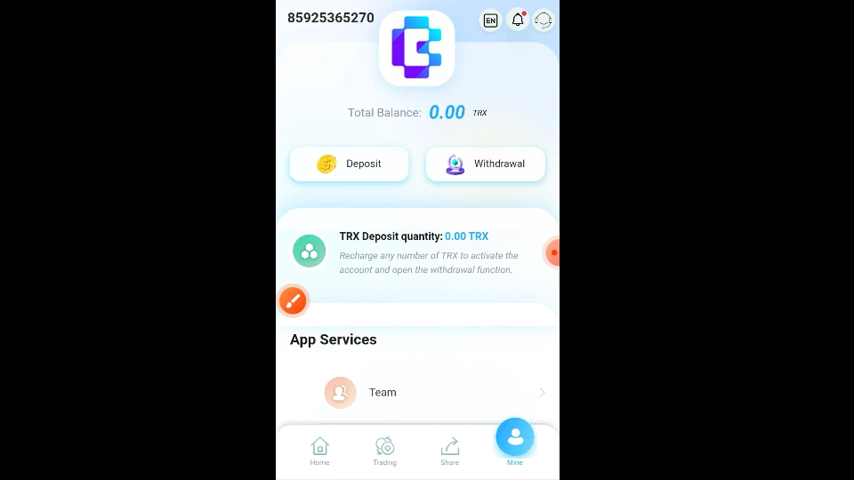 85925365270
EN
Total Balance: 0.00 TRX
Deposit
Withdrawal
TRX Deposit quantity: 0.00 TRX
Recharge any number of TRX to activate the
account and open the withdrawal function.
App Services
Team
Home
Trading
Share
Mine